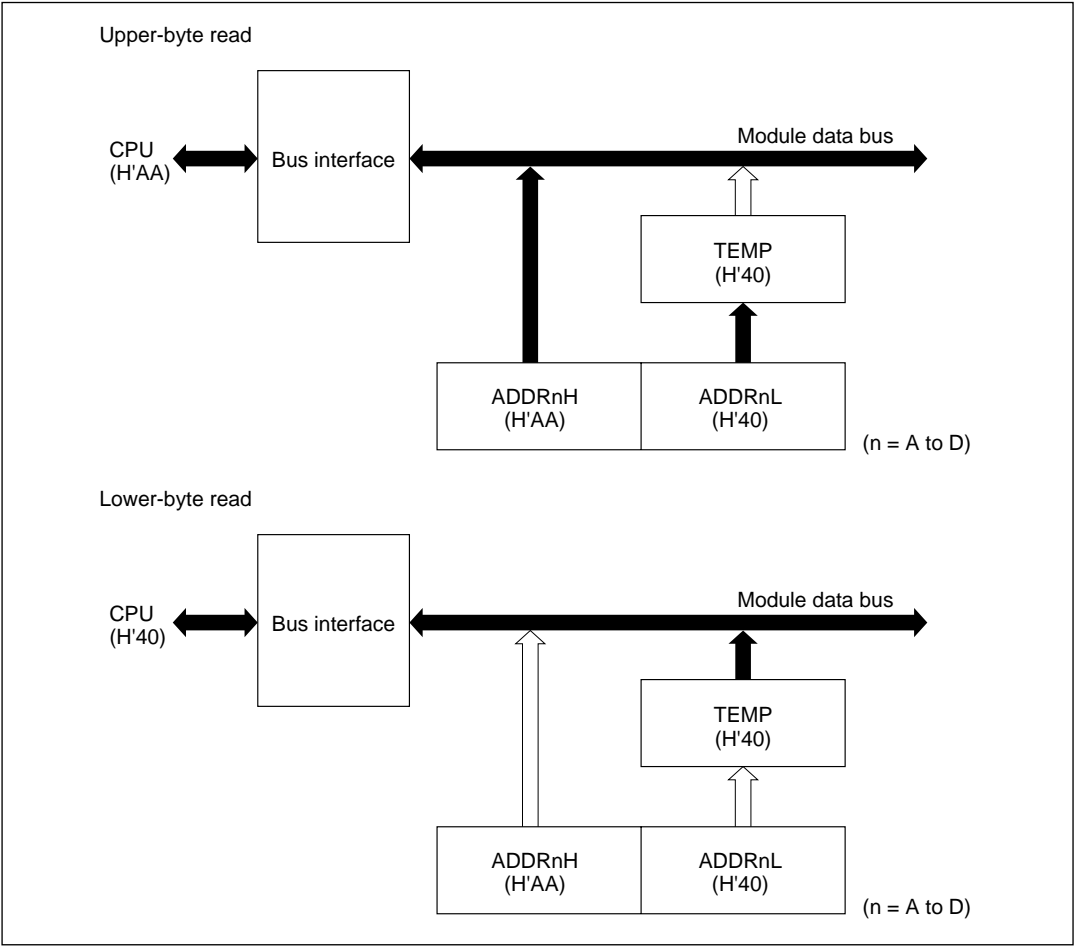 Upper-byte read
CPU
(H'AA)
Bus interface
Module data bus
TEMP
(H'40)
ADDRnH
(H'AA)
ADDRnL
(H'40)
(n = A to D)
Lower-byte read
CPU
(H'40)
Bus interface
Module data bus
TEMP
(H'40)
ADDRnH
(H'AA)
ADDRnL
(H'40)
(n = A to D)